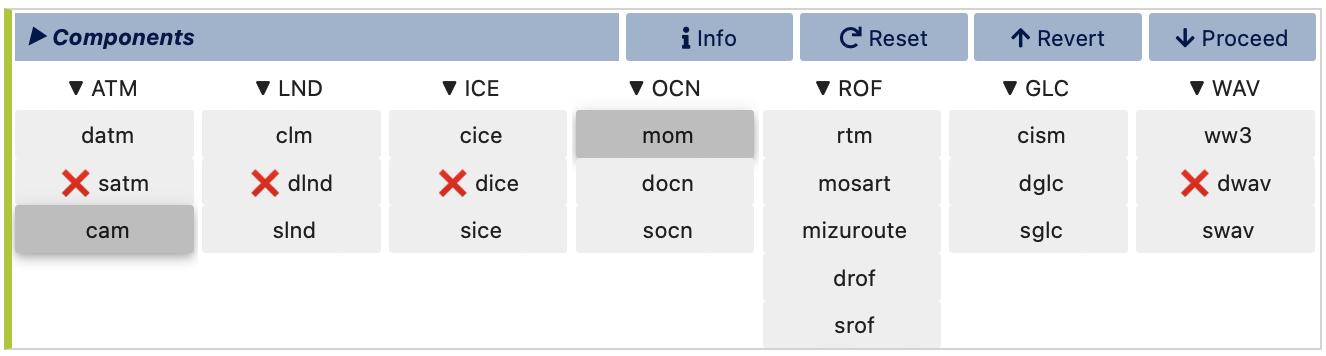 ▶ Components Info Reset Revert Proceed
▼ ATM ▼ LND ▼ ICE ▼ OCN ▼ ROF ▼ GLC ▼ WAV
datm clm cice mom rtm cism ww3
❌ satm ❌ dlnd ❌ dice docn mosart dglc ❌ dwav
cam slnd sice socn mizuroute sglc swav
drof
srof